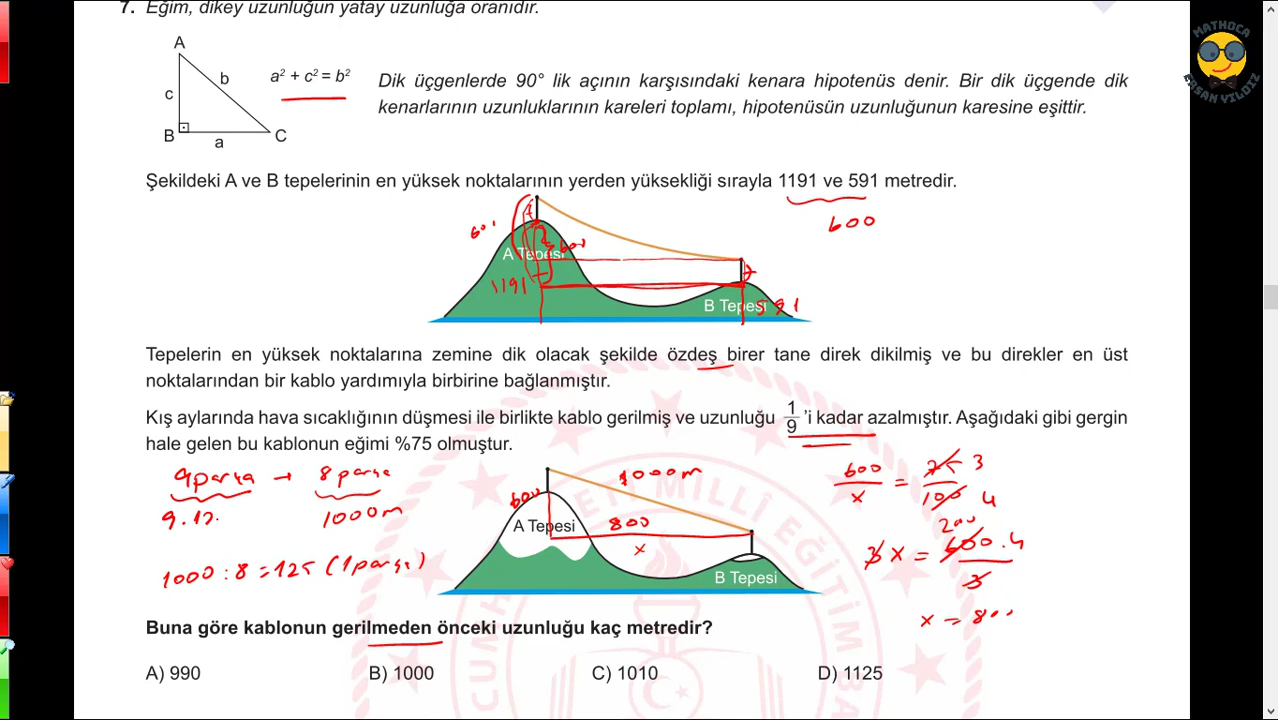 7. Eğim, dikey uzunluğun yatay uzunluğa oranıdır.
A
b
c
B
a
C
a² + c² = b²
Dik üçgenlerde 90° lik açının karşısındaki kenara hipotenüs denir. Bir dik üçgende dik
kenarlarının uzunluklarının kareleri toplamı, hipotenüsün uzunluğunun karesine eşittir.
MATHOCA
HASAN YILDIZ
Şekildeki A ve B tepelerinin en yüksek noktalarının yerden yüksekliği sırayla 1191 ve 591 metredir.
600
600
A Tepesi
1191
B Tepesi
591
Tepelerin en yüksek noktalarına zemine dik olacak şekilde özdeş birer tane direk dikilmiş ve bu direkler en üst
noktalarından bir kablo yardımıyla birbirine bağlanmıştır.
Kış aylarında hava sıcaklığının düşmesi ile birlikte kablo gerilmiş ve uzunluğu 1/9 'i kadar azalmıştır. Aşağıdaki gibi gergin
hale gelen bu kablonun eğimi %75 olmuştur.
9 parça → 8 parça
1000m
1000 : 8 = 125 (1 parça)
1000m
600
A Tepesi
800
x
B Tepesi
600/x = 75/100 3/4
200
3x = 600.4/3
x = 800
Buna göre kablonun gerilmeden önceki uzunluğu kaç metredir?
A) 990 B) 1000 C) 1010 D) 1125